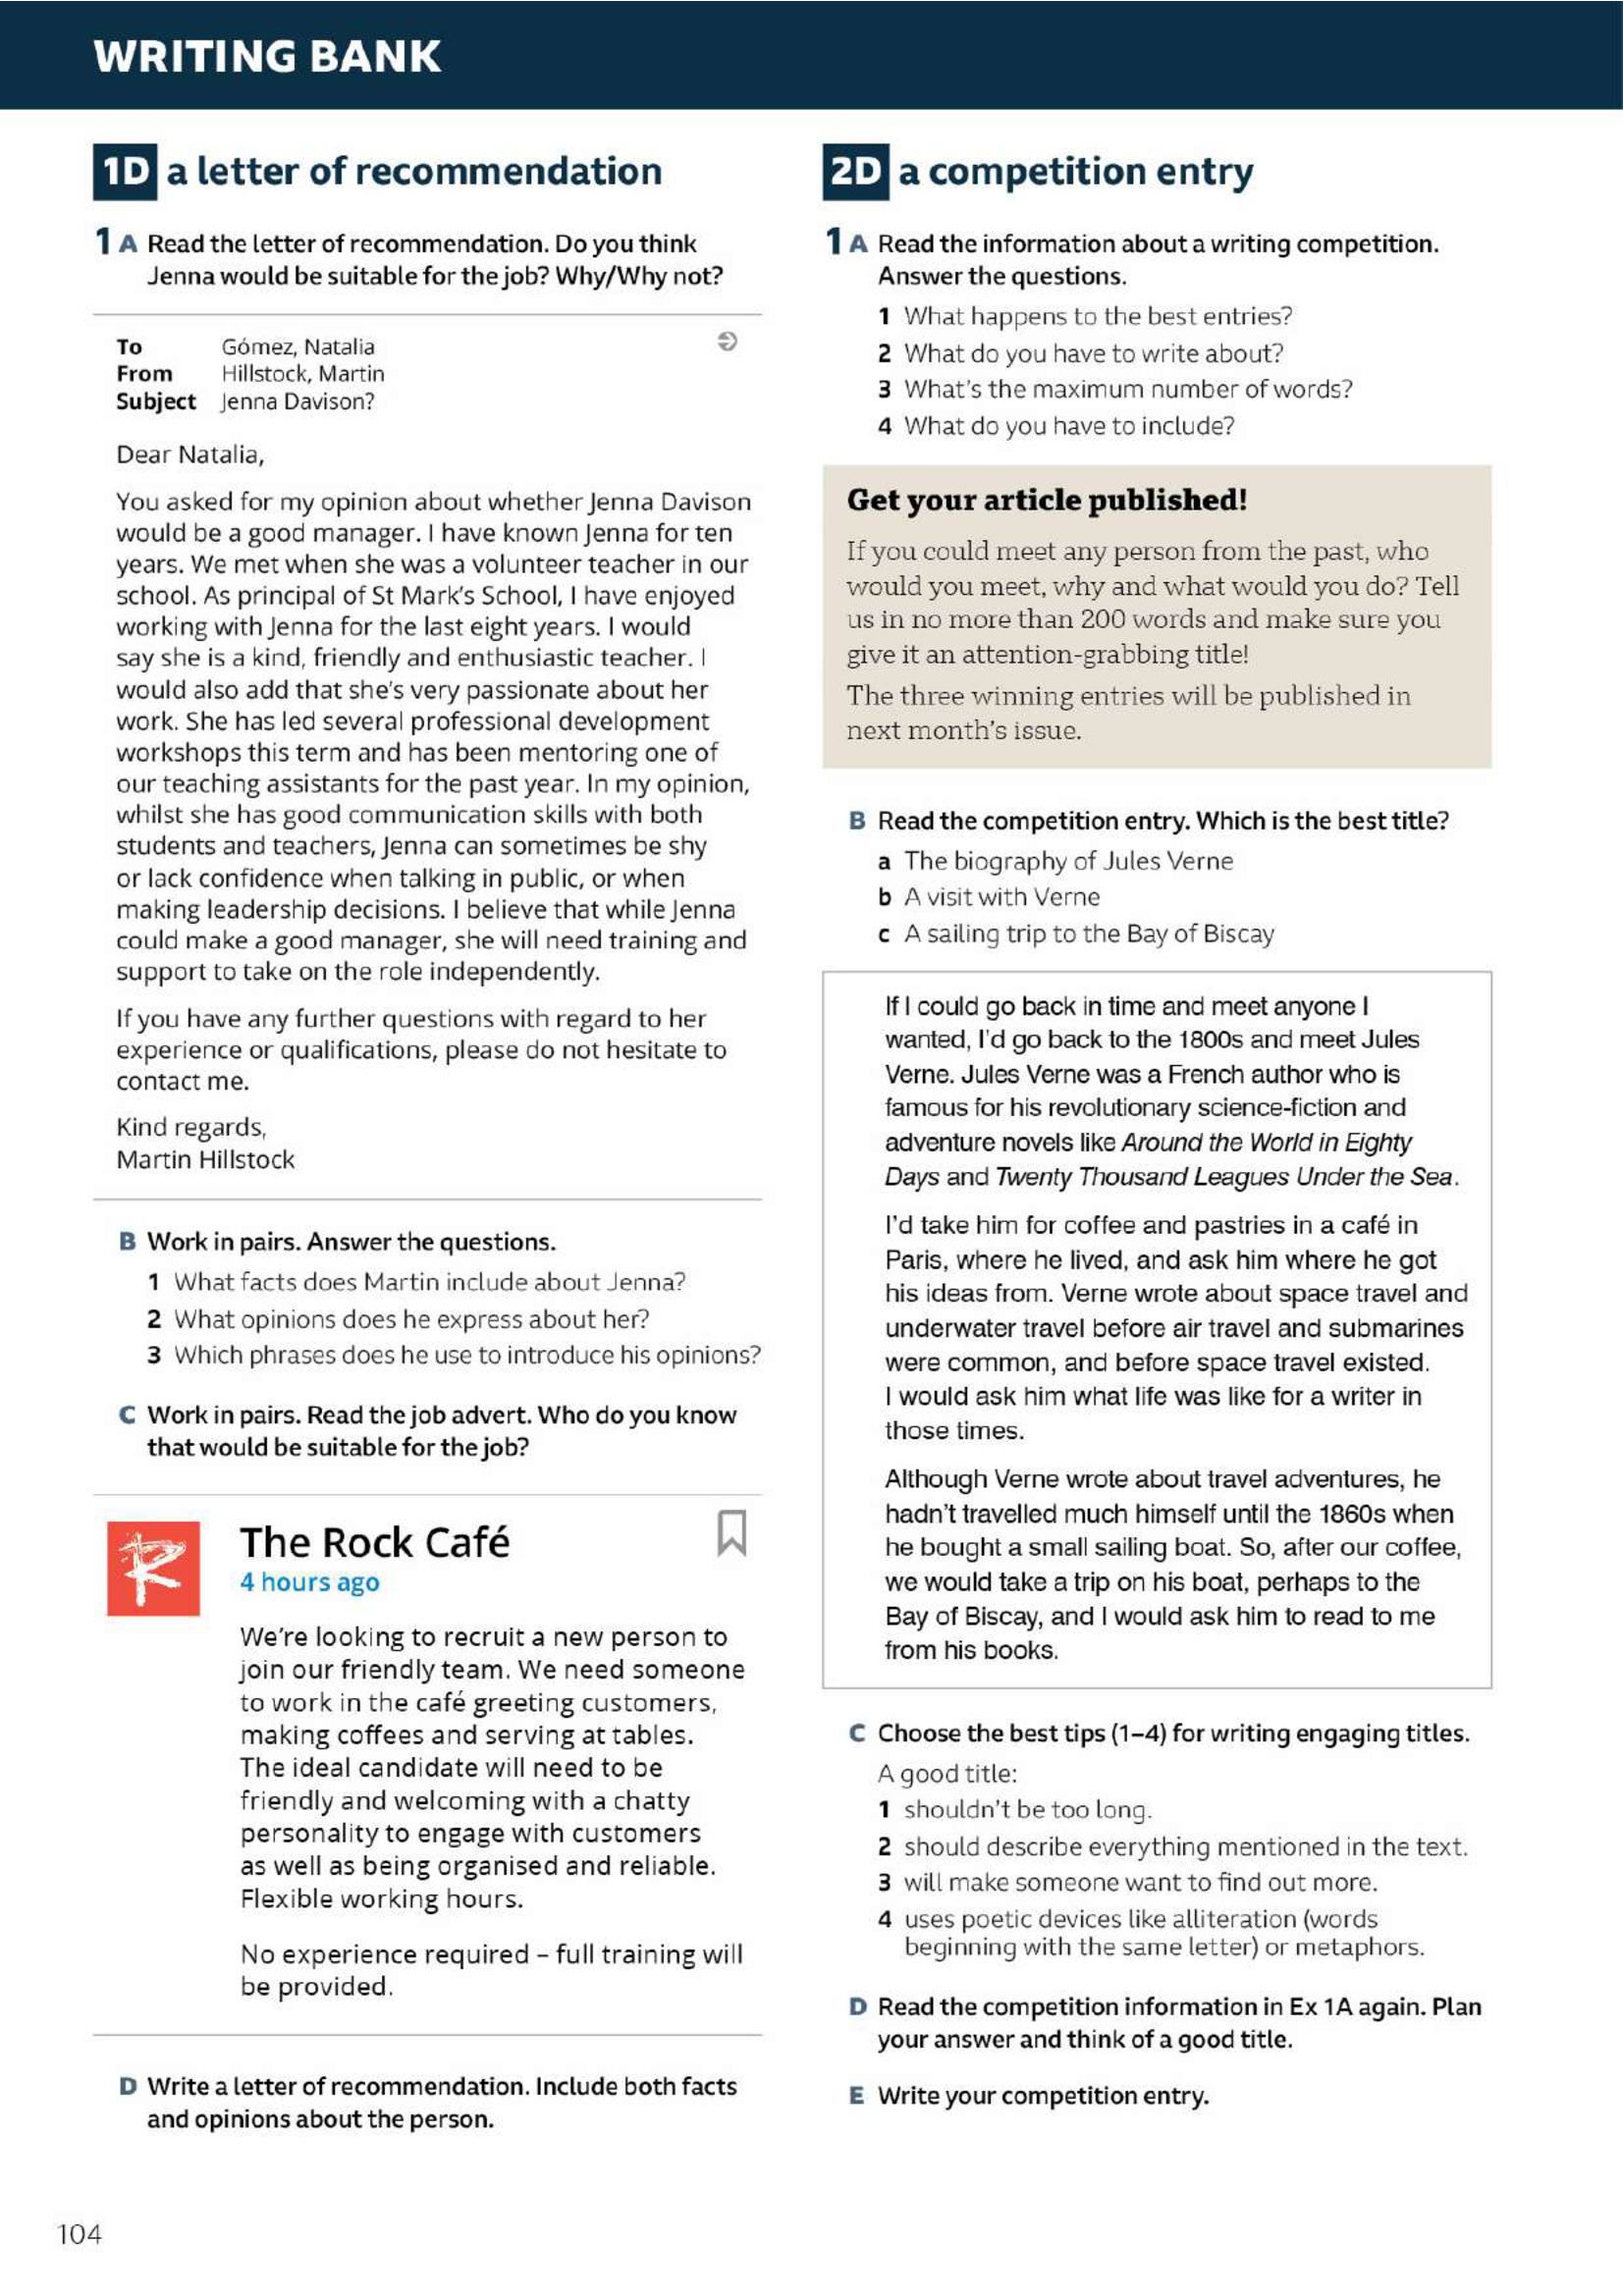 WRITING BANK
1D a letter of recommendation
1 A Read the letter of recommendation. Do you think
Jenna would be suitable for the job? Why/Why not?
To Gómez, Natalia
From Hillstock, Martin
Subject Jenna Davison?
Dear Natalia,
You asked for my opinion about whether Jenna Davison
would be a good manager. I have known Jenna for ten
years. We met when she was a volunteer teacher in our
school. As principal of St Mark's School, I have enjoyed
working with Jenna for the last eight years. I would
say she is a kind, friendly and enthusiastic teacher. I
would also add that she's very passionate about her
work. She has led several professional development
workshops this term and has been mentoring one of
our teaching assistants for the past year. In my opinion,
whilst she has good communication skills with both
students and teachers, Jenna can sometimes be shy
or lack confidence when talking in public, or when
making leadership decisions. I believe that while Jenna
could make a good manager, she will need training and
support to take on the role independently.
If you have any further questions with regard to her
experience or qualifications, please do not hesitate to
contact me.
Kind regards,
Martin Hillstock
B Work in pairs. Answer the questions.
1 What facts does Martin include about Jenna?
2 What opinions does he express about her?
3 Which phrases does he use to introduce his opinions?
C Work in pairs. Read the job advert. Who do you know
that would be suitable for the job?
R
The Rock Café
4 hours ago
We're looking to recruit a new person to
join our friendly team. We need someone
to work in the café greeting customers,
making coffees and serving at tables.
The ideal candidate will need to be
friendly and welcoming with a chatty
personality to engage with customers
as well as being organised and reliable.
Flexible working hours.
No experience required – full training will
be provided.
D Write a letter of recommendation. Include both facts
and opinions about the person.
2D a competition entry
1 A Read the information about a writing competition.
Answer the questions.
1 What happens to the best entries?
2 What do you have to write about?
3 What's the maximum number of words?
4 What do you have to include?
Get your article published!
If you could meet any person from the past, who
would you meet, why and what would you do? Tell
us in no more than 200 words and make sure you
give it an attention-grabbing title!
The three winning entries will be published in
next month's issue.
B Read the competition entry. Which is the best title?
a The biography of Jules Verne
b A visit with Verne
c A sailing trip to the Bay of Biscay
If I could go back in time and meet anyone I
wanted, I'd go back to the 1800s and meet Jules
Verne. Jules Verne was a French author who is
famous for his revolutionary science-fiction and
adventure novels like Around the World in Eighty
Days and Twenty Thousand Leagues Under the Sea.
I'd take him for coffee and pastries in a café in
Paris, where he lived, and ask him where he got
his ideas from. Verne wrote about space travel and
underwater travel before air travel and submarines
were common, and before space travel existed.
I would ask him what life was like for a writer in
those times.
Although Verne wrote about travel adventures, he
hadn't travelled much himself until the 1860s when
he bought a small sailing boat. So, after our coffee,
we would take a trip on his boat, perhaps to the
Bay of Biscay, and I would ask him to read to me
from his books.
C Choose the best tips (1–4) for writing engaging titles.
A good title:
1 shouldn't be too long.
2 should describe everything mentioned in the text.
3 will make someone want to find out more.
4 uses poetic devices like alliteration (words
beginning with the same letter) or metaphors.
D Read the competition information in Ex 1A again. Plan
your answer and think of a good title.
E Write your competition entry.
104